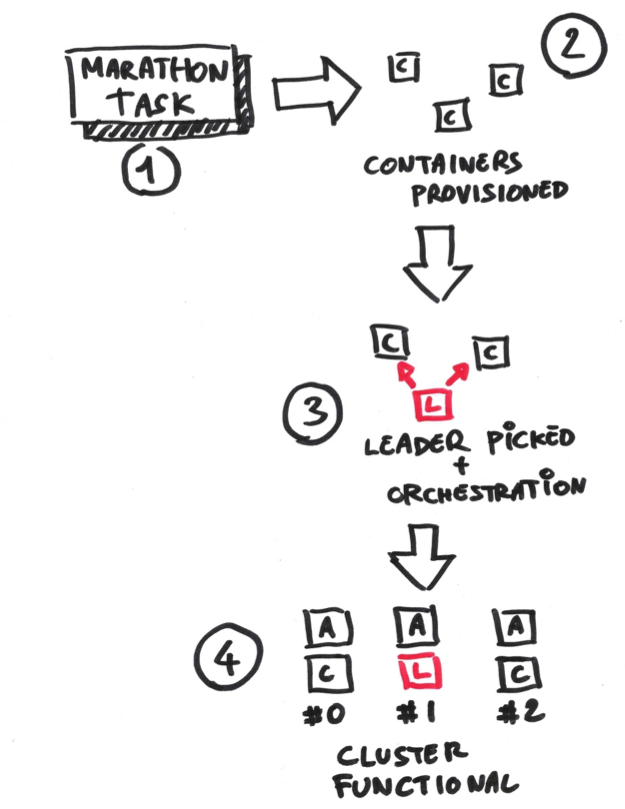 MARATHON
TASK
1
2
C
C
C
CONTAINERS
PROVISIONED
3
C
C
L
LEADER PICKED
+
ORCHESTRATION
4
A A A
C L C
#0 #1 #2
CLUSTER
FUNCTIONAL